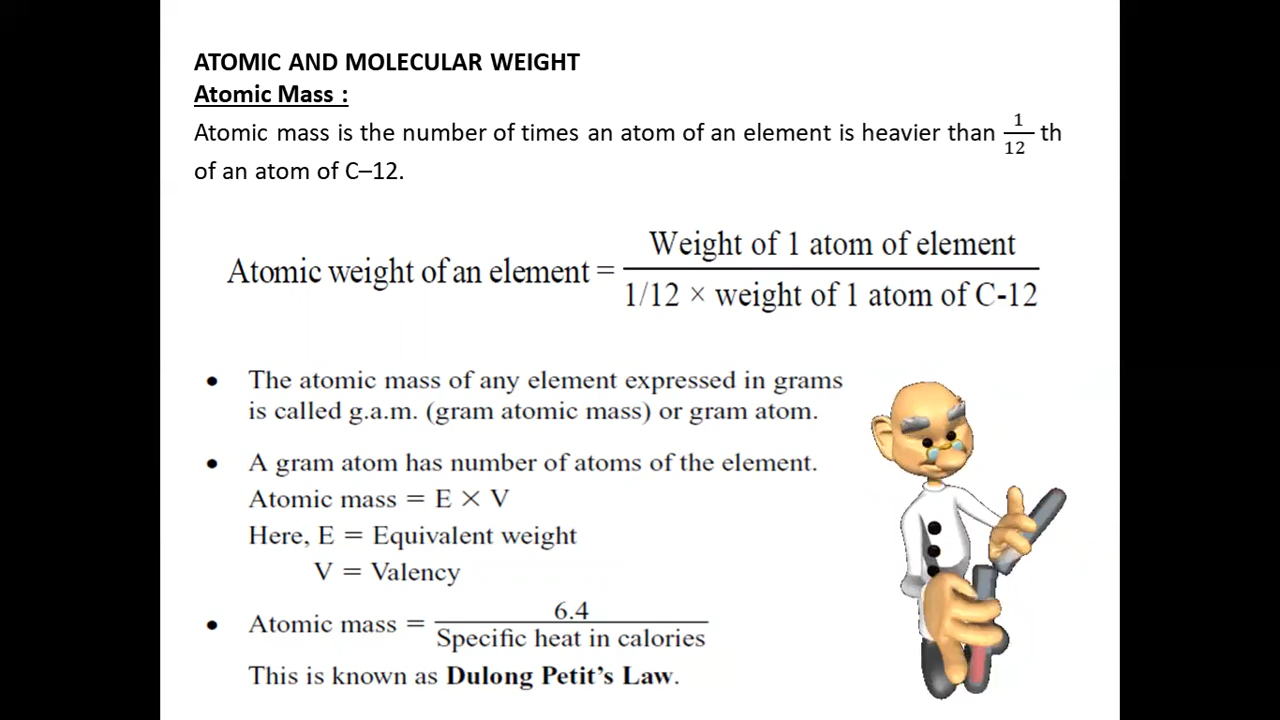 ATOMIC AND MOLECULAR WEIGHT
Atomic Mass :
Atomic mass is the number of times an atom of an element is heavier than 1/12 th
of an atom of C–12.
Atomic weight of an element = Weight of 1 atom of element / 1/12 × weight of 1 atom of C-12
• The atomic mass of any element expressed in grams
is called g.a.m. (gram atomic mass) or gram atom.
• A gram atom has number of atoms of the element.
Atomic mass = E × V
Here, E = Equivalent weight
V = Valency
• Atomic mass = 6.4 / Specific heat in calories
This is known as Dulong Petit's Law.